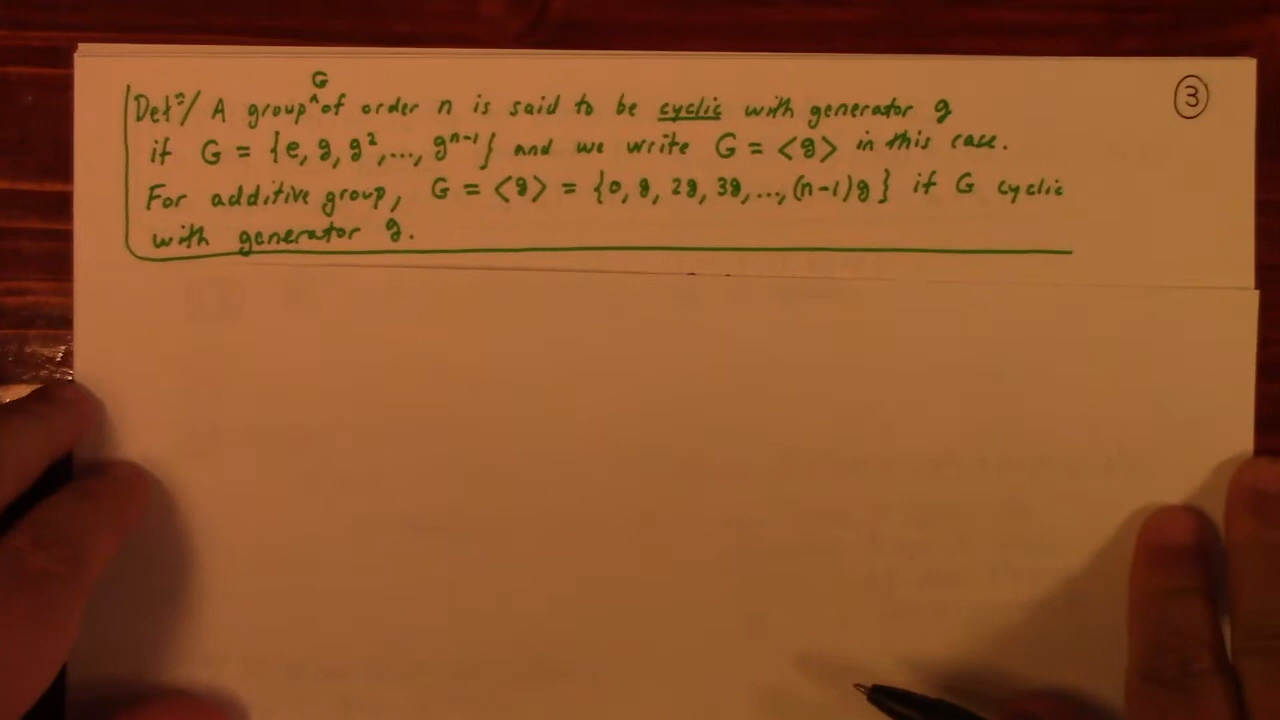 Defⁿ/ A group G of order n is said to be cyclic with generator g
if G = {e, g, g², ..., gⁿ⁻¹} and we write G = <g> in this case.
For additive group, G = <g> = {0, g, 2g, 3g, ..., (n-1)g} if G cyclic
with generator g.
3